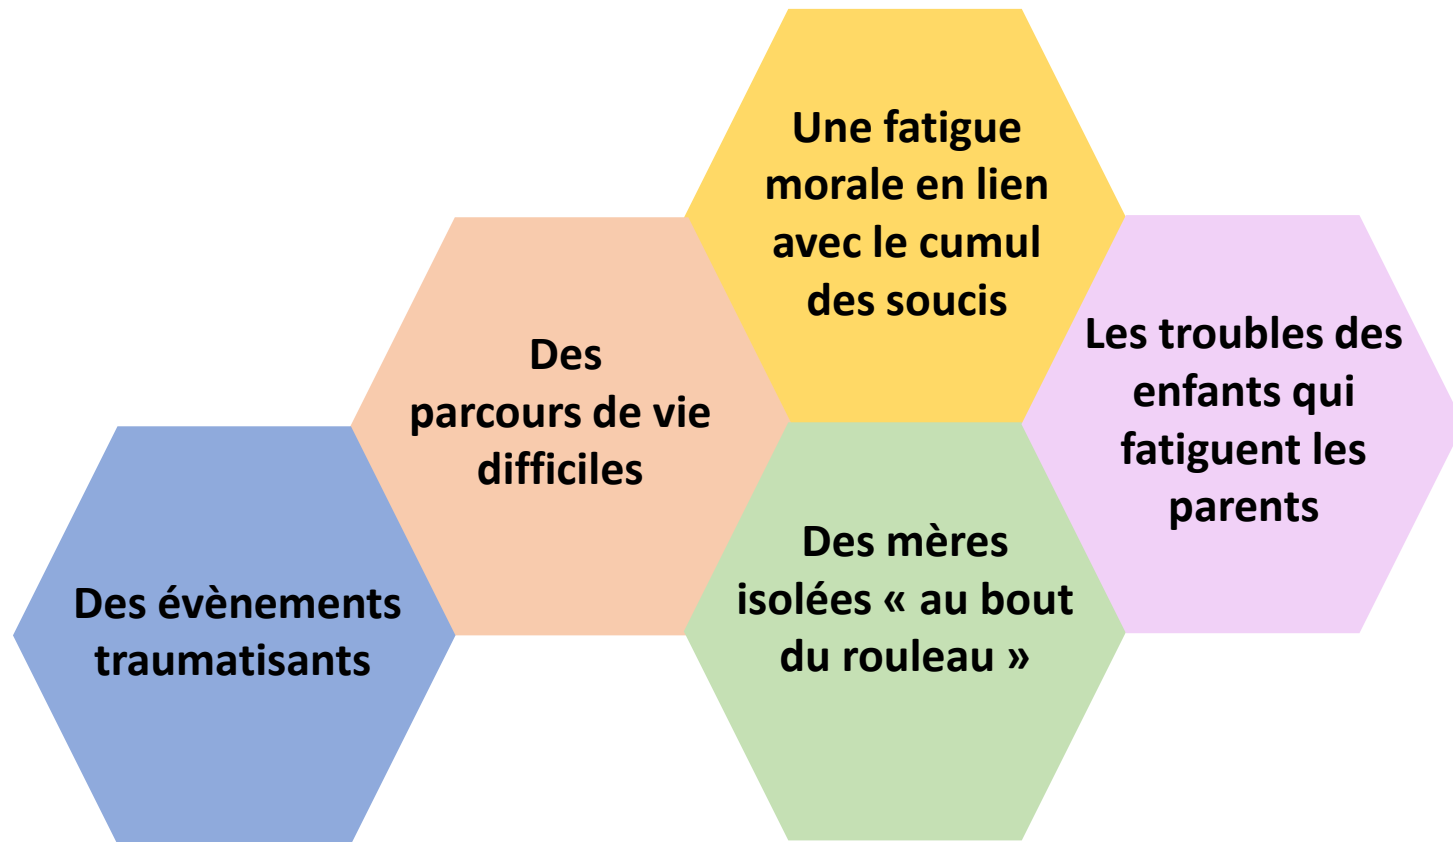 Des évènements
traumatisants
Des
parcours de vie
difficiles
Une fatigue
morale en lien
avec le cumul
des soucis
Des mères
isolées « au bout
du rouleau »
Les troubles des
enfants qui
fatiguent les
parents